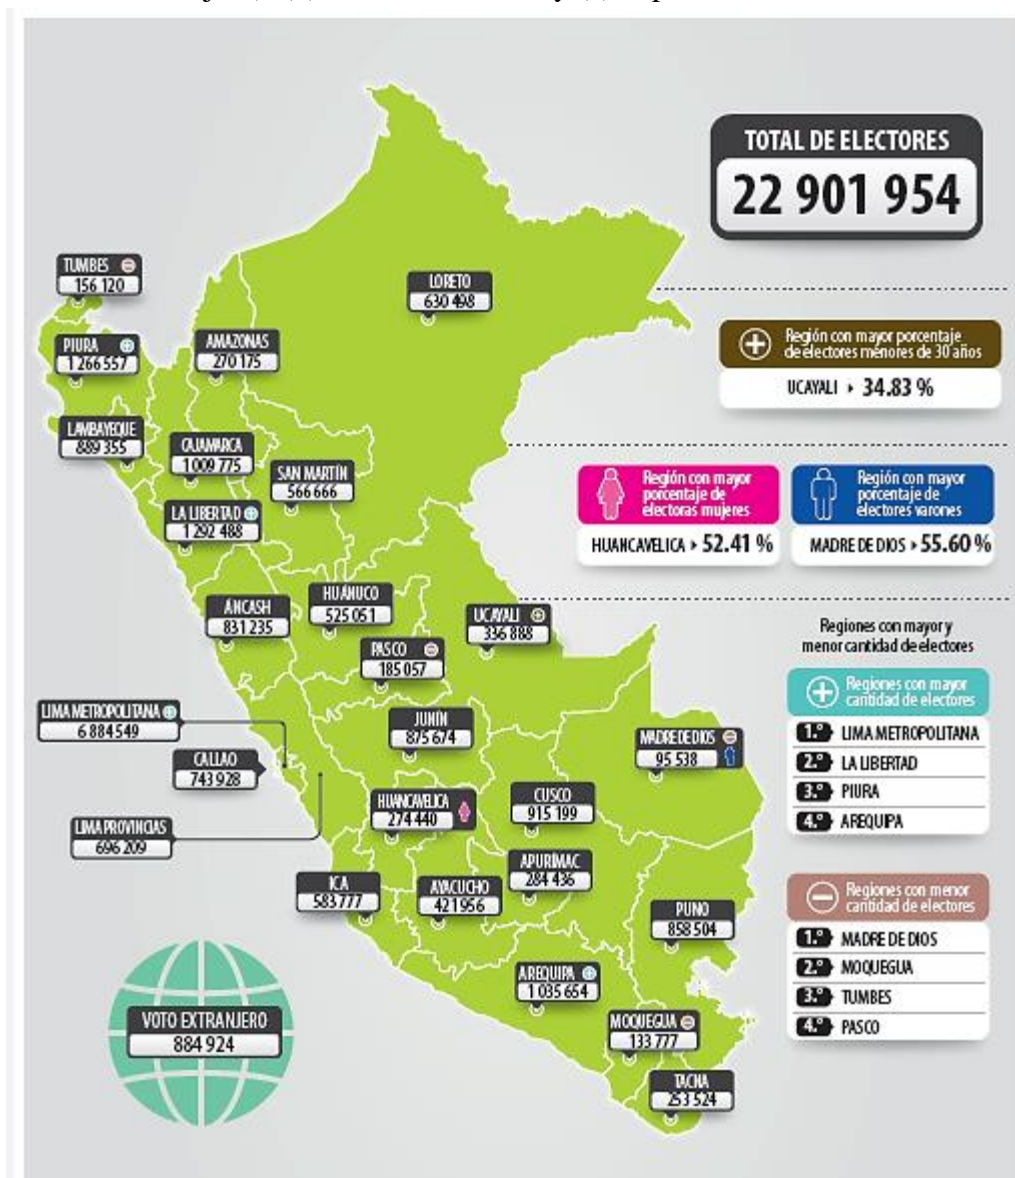 TOTAL DE ELECTORES
22 901 954
TUMBES
156 120
LORETO
630 498
PIURA
1 266 557
AMAZONAS
270 175
Región con mayor porcentaje
de electores menores de 30 años
UCAYALI ▸ 34.83 %
LAMBAYEQUE
889 355
CAJAMARCA
1 009 775
SAN MARTÍN
566 666
Región con mayor
porcentaje de
electoras mujeres
HUANCAVELICA ▸ 52.41 %
Región con mayor
porcentaje de
electores varones
MADRE DE DIOS ▸ 55.60 %
LA LIBERTAD
1 292 488
ÁNCASH
831 235
HUÁNUCO
525 051
UCAYALI
336 888
PASCO
185 057
Regiones con mayor y
menor cantidad de electores
Regiones con mayor
cantidad de electores
1.º LIMA METROPOLITANA
2.º LA LIBERTAD
3.º PIURA
4.º AREQUIPA
LIMA METROPOLITANA
6 884 549
JUNÍN
875 674
MADRE DE DIOS
95 538
CALLAO
743 928
HUANCAVELICA
274 440
CUSCO
915 199
LIMA PROVINCIAS
696 209
APURÍMAC
284 436
ICA
583 777
AYACUCHO
421 956
PUNO
858 504
Regiones con menor
cantidad de electores
1.º MADRE DE DIOS
2.º MOQUEGUA
3.º TUMBES
4.º PASCO
AREQUIPA
1 035 654
VOTO EXTRANJERO
884 924
MOQUEGUA
133 777
TACNA
253 524